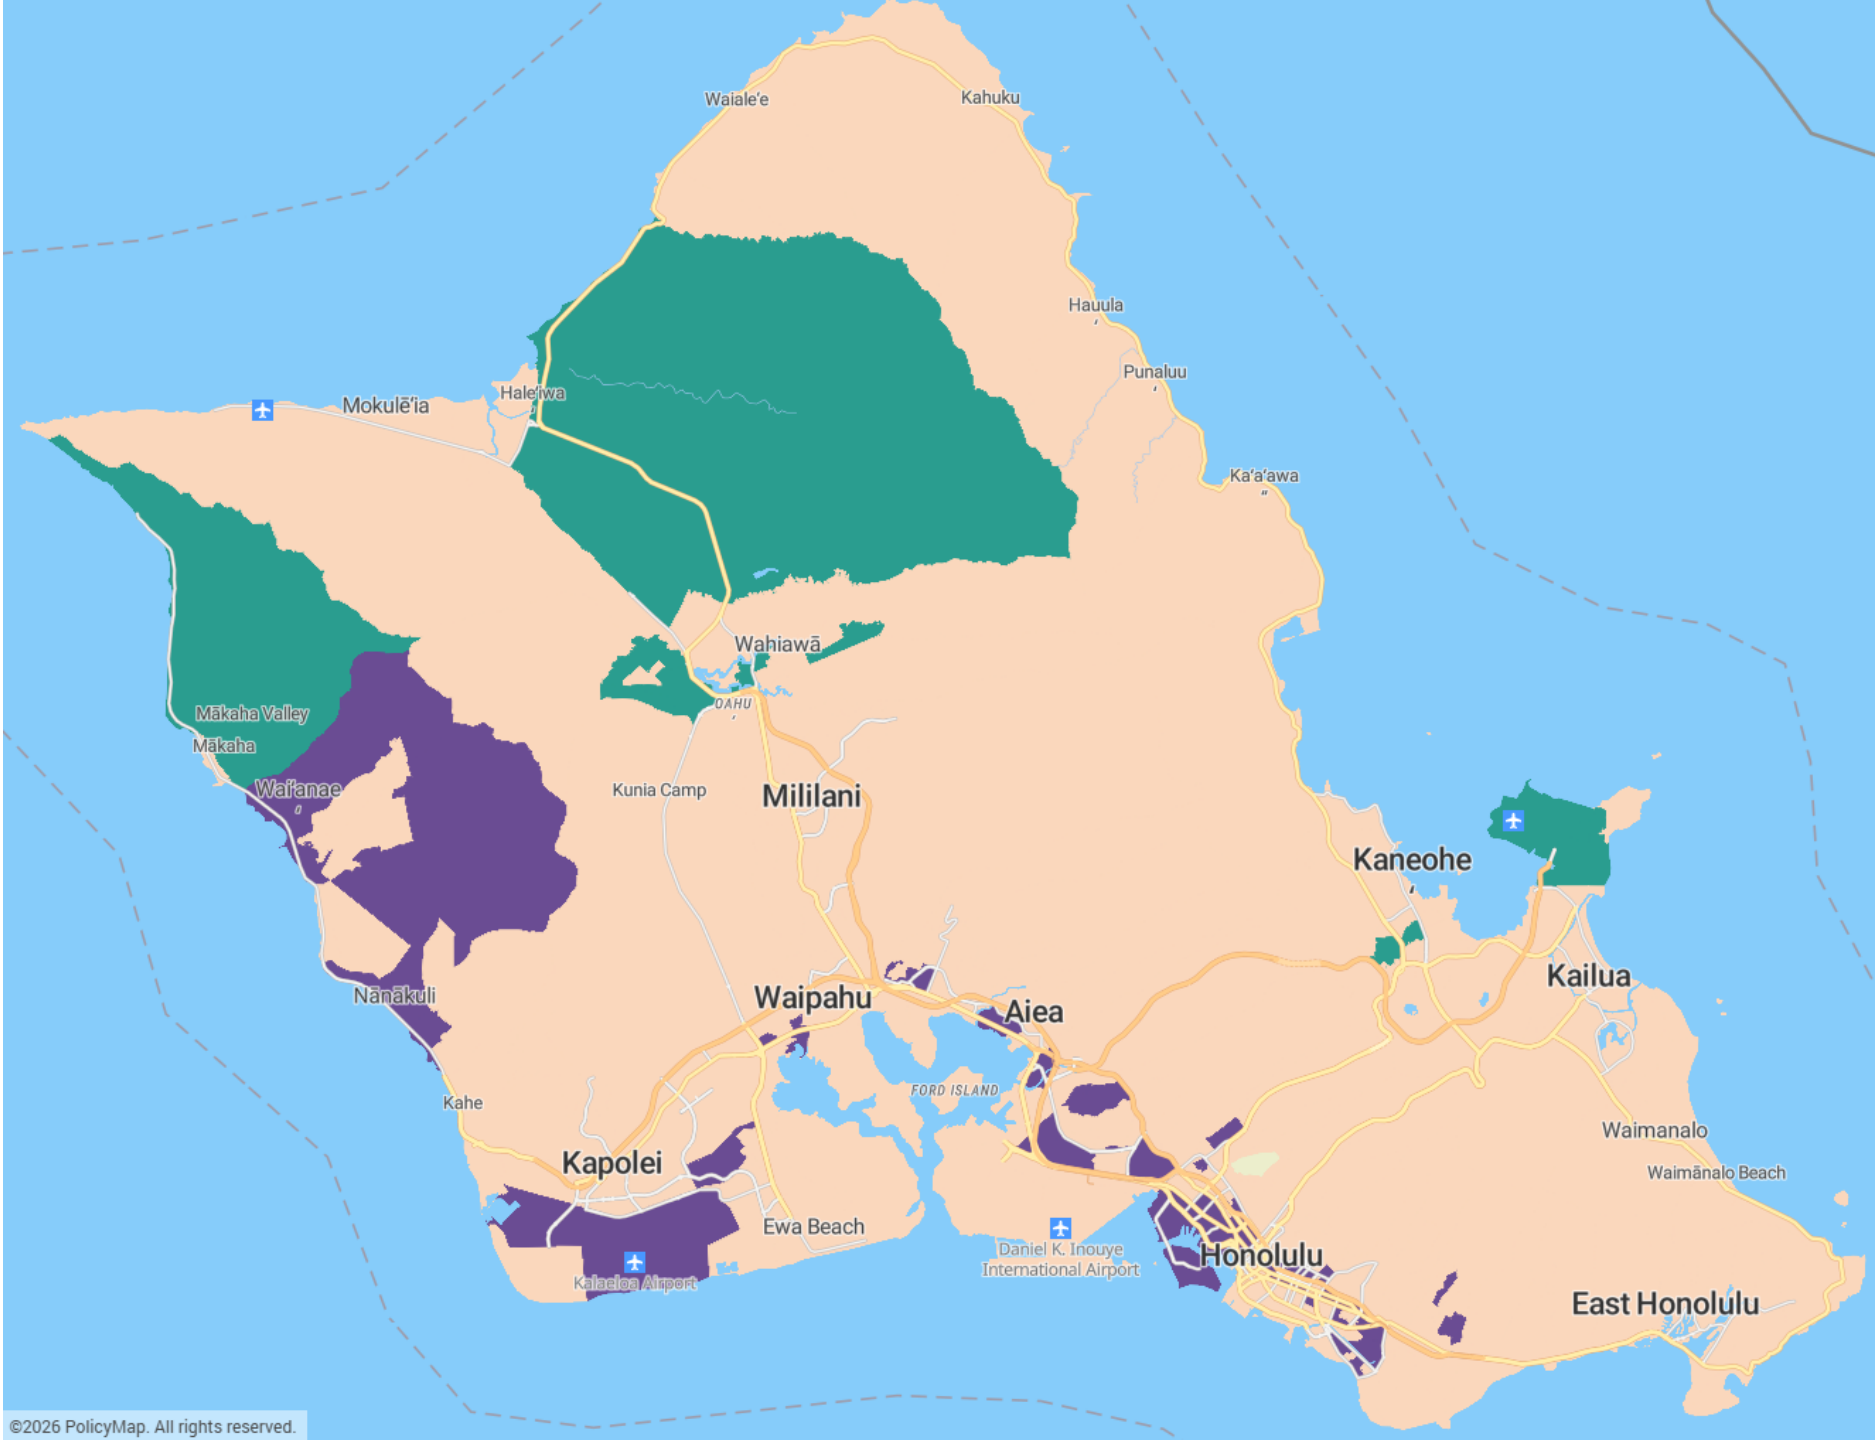 Waiale‘e
Kahuku
Hauula
Punaluu
Hale‘iwa
Mokulē‘ia
Ka‘a‘awa
Wahiawā
OAHU
Mākaha Valley
Mākaha
Wai‘anae
Kunia Camp
Mililani
Kaneohe
Kailua
Nānākuli
Waipahu
Aiea
FORD ISLAND
Kahe
Waimanalo
Kapolei
Waimānalo Beach
Ewa Beach
Daniel K. Inouye
International Airport
Honolulu
Kalaeloa Airport
East Honolulu
©2026 PolicyMap. All rights reserved.